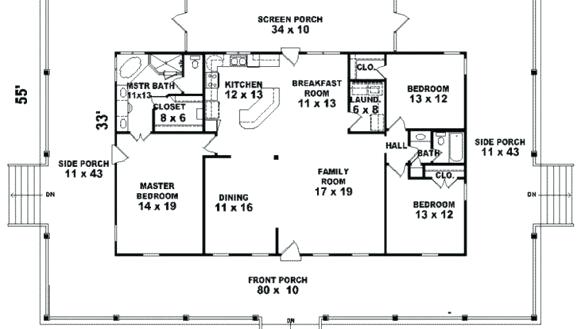 SCREEN PORCH
34 x 10
55'
33'
MSTR BATH
11x13
CLOSET
8 x 6
KITCHEN
12 x 13
BREAKFAST
ROOM
11 x 13
CLO.
LAUND.
6 x 8
BEDROOM
13 x 12
HALL
BATH
CLO.
SIDE PORCH
11 x 43
SIDE PORCH
11 x 43
DN
DN
MASTER
BEDROOM
14 x 19
DINING
11 x 16
FAMILY
ROOM
17 x 19
BEDROOM
13 x 12
FRONT PORCH
80 x 10
DN